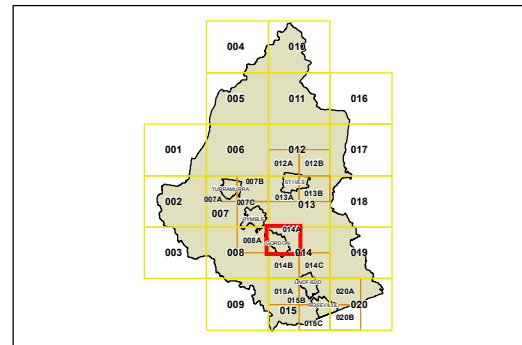 004 010
005 011 016
001 006 012 017
012A 012B
007B ST IVES
TURRAMURRA
002 007A 007C 013A 013B 018
007 PYMBLE 013
014A
008A GORDON
003 008 014 019
014B 014C
LINDFIELD
015A 020A
009 015B ROSEVILLE 020
015 020B
015C